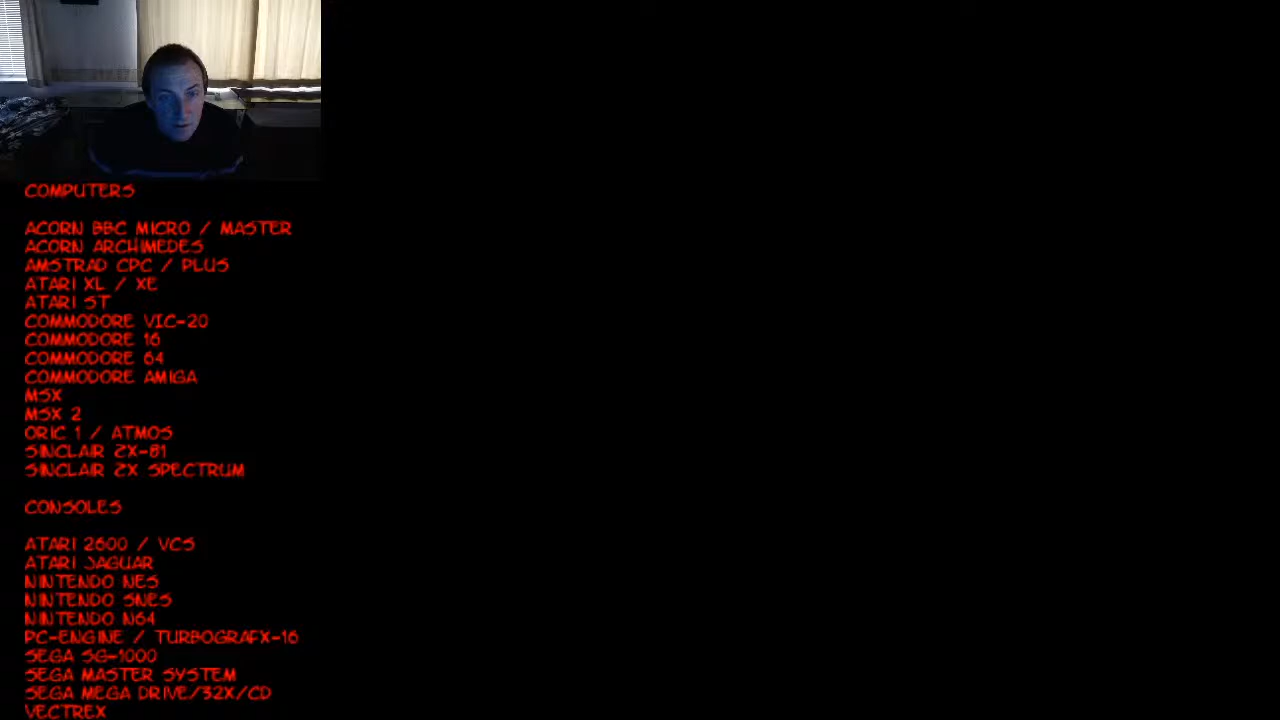 COMPUTERS
ACORN BBC MICRO / MASTER
ACORN ARCHIMEDES
AMSTRAD CPC / PLUS
ATARI XL / XE
ATARI ST
COMMODORE VIC-20
COMMODORE 16
COMMODORE 64
COMMODORE AMIGA
MSX
MSX 2
ORIC 1 / ATMOS
SINCLAIR ZX-81
SINCLAIR ZX SPECTRUM
CONSOLES
ATARI 2600 / VCS
ATARI JAGUAR
NINTENDO NES
NINTENDO SNES
NINTENDO N64
PC-ENGINE / TURBOGRAFX-16
SEGA SG-1000
SEGA MASTER SYSTEM
SEGA MEGA DRIVE/32X/CD
VECTREX